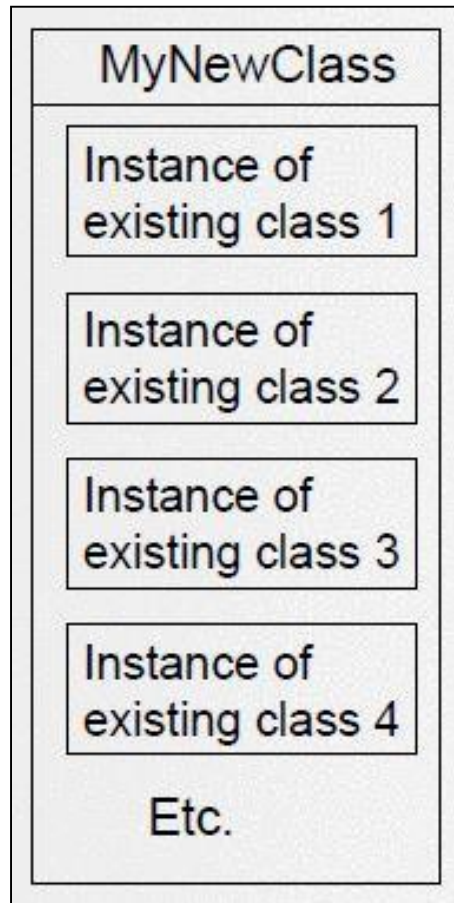 MyNewClass
Instance of
existing class 1
Instance of
existing class 2
Instance of
existing class 3
Instance of
existing class 4
Etc.